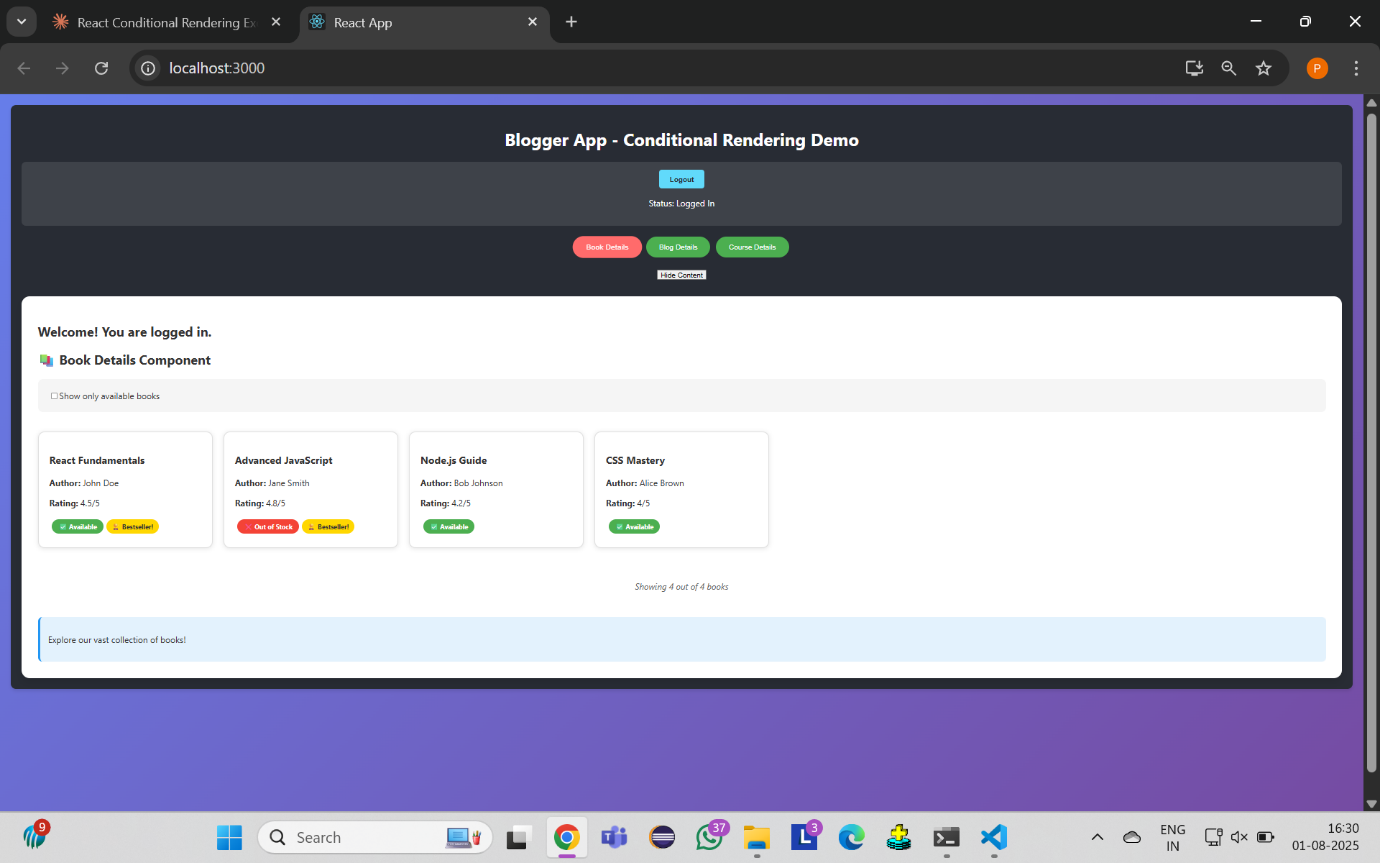 React Conditional Rendering Ex
React App
localhost:3000
P
Blogger App - Conditional Rendering Demo
Logout
Status: Logged In
Book Details Blog Details Course Details
Hide Content
Welcome! You are logged in.
Book Details Component
Show only available books
React Fundamentals
Author: John Doe
Rating: 4.5/5
Available Bestseller!
Advanced JavaScript
Author: Jane Smith
Rating: 4.8/5
Out of Stock Bestseller!
Node.js Guide
Author: Bob Johnson
Rating: 4.2/5
Available
CSS Mastery
Author: Alice Brown
Rating: 4/5
Available
Showing 4 out of 4 books
Explore our vast collection of books!
9
Search
T
37
L
3
ENG
IN
16:30
01-08-2025